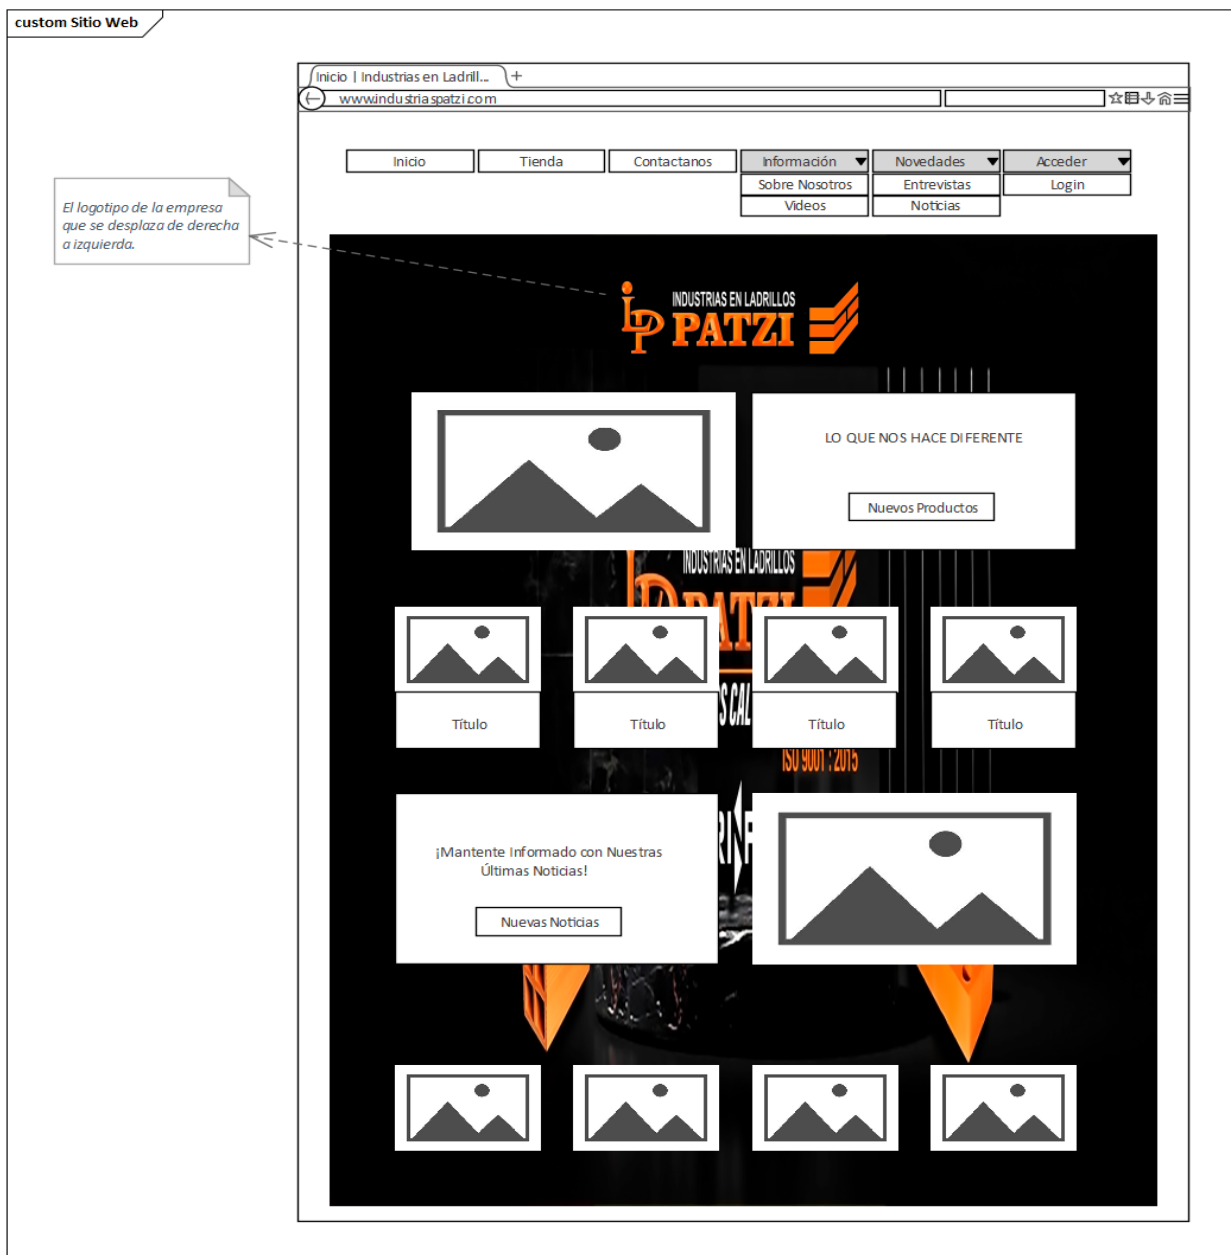 custom Sitio Web
Inicio | Industrias en Ladrill...
www.industriaspatzi.com
Inicio
Tienda
Contactanos
Información
Novedades
Acceder
Sobre Nosotros
Entrevistas
Login
Videos
Noticias
El logotipo de la empresa
que se desplaza de derecha
a izquierda.
INDUSTRIAS EN LADRILLOS
LP PATZI
LO QUE NOS HACE DIFERENTE
Nuevos Productos
INDUSTRIAS EN LADRILLOS
LP PATZI
Título
Título
Título
Título
ISO 9001 : 2015
¡Mantente Informado con Nuestras
Últimas Noticias!
Nuevas Noticias